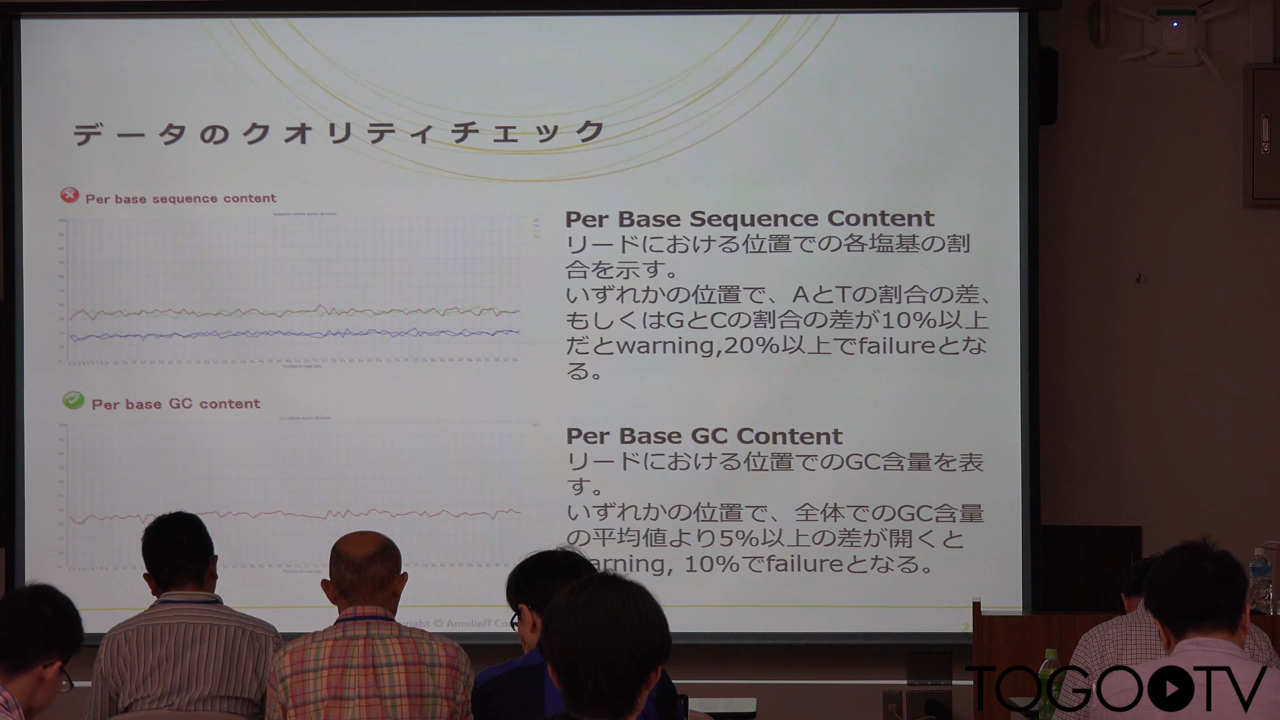 データのクオリティチェック
Per base sequence content
Per Base Sequence Content
リードにおける位置での各塩基の割
合を示す。
いずれかの位置で、AとTの割合の差、
もしくはGとCの割合の差が10%以上
だとwarning,20%以上でfailureとな
る。
Per base GC content
Per Base GC Content
リードにおける位置でのGC含量を表
す。
いずれかの位置で、全体でのGC含量
の平均値より5%以上の差が開くと
warning, 10%でfailureとなる。
© Amelieff
TOGO TV